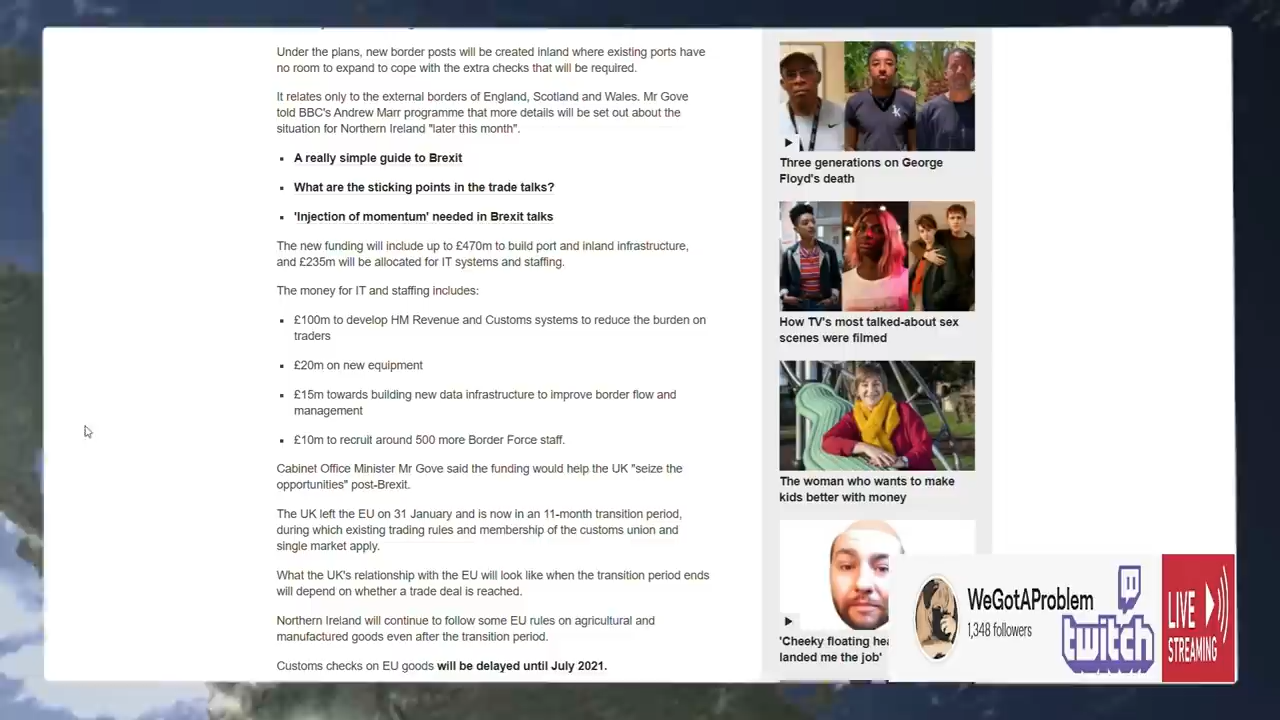 Under the plans, new border posts will be created inland where existing ports have
no room to expand to cope with the extra checks that will be required.
It relates only to the external borders of England, Scotland and Wales. Mr Gove
told BBC's Andrew Marr programme that more details will be set out about the
situation for Northern Ireland "later this month".
A really simple guide to Brexit
What are the sticking points in the trade talks?
'Injection of momentum' needed in Brexit talks
The new funding will include up to £470m to build port and inland infrastructure,
and £235m will be allocated for IT systems and staffing.
The money for IT and staffing includes:
£100m to develop HM Revenue and Customs systems to reduce the burden on
traders
£20m on new equipment
£15m towards building new data infrastructure to improve border flow and
management
£10m to recruit around 500 more Border Force staff.
Cabinet Office Minister Mr Gove said the funding would help the UK "seize the
opportunities" post-Brexit.
The UK left the EU on 31 January and is now in an 11-month transition period,
during which existing trading rules and membership of the customs union and
single market apply.
What the UK's relationship with the EU will look like when the transition period ends
will depend on whether a trade deal is reached.
Northern Ireland will continue to follow some EU rules on agricultural and
manufactured goods even after the transition period.
Customs checks on EU goods will be delayed until July 2021.
Three generations on George
Floyd's death
How TV's most talked-about sex
scenes were filmed
The woman who wants to make
kids better with money
'Cheeky floating
landed me the job'
WeGotAProblem
1,348 followers
twitch
LIVE
STREAMING